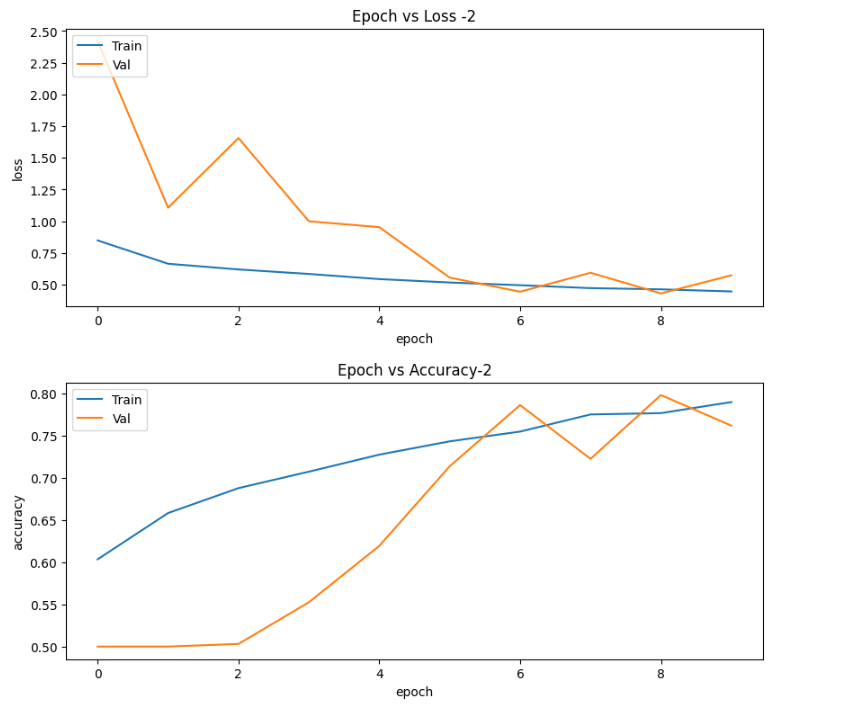 Epoch vs Loss -2
2.50
2.25
2.00
1.75
1.50
1.25
1.00
0.75
0.50
loss
Train
Val
0 2 4 6 8
epoch
Epoch vs Accuracy-2
0.80
0.75
0.70
0.65
0.60
0.55
0.50
accuracy
Train
Val
0 2 4 6 8
epoch